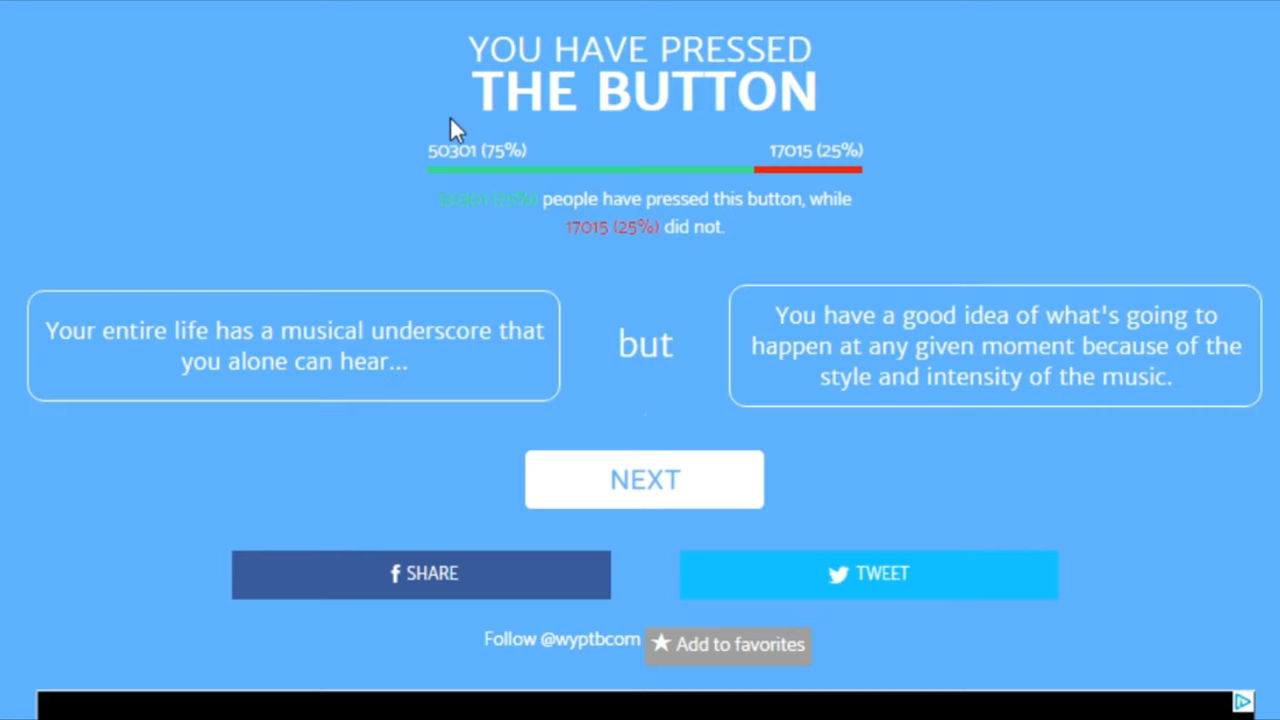 YOU HAVE PRESSED
THE BUTTON
50301 (75%) 17015 (25%)
50301 (75%) people have pressed this button, while
17015 (25%) did not.
Your entire life has a musical underscore that
you alone can hear...
but
You have a good idea of what's going to
happen at any given moment because of the
style and intensity of the music.
NEXT
SHARE
TWEET
Follow @wyptbcom
Add to favorites